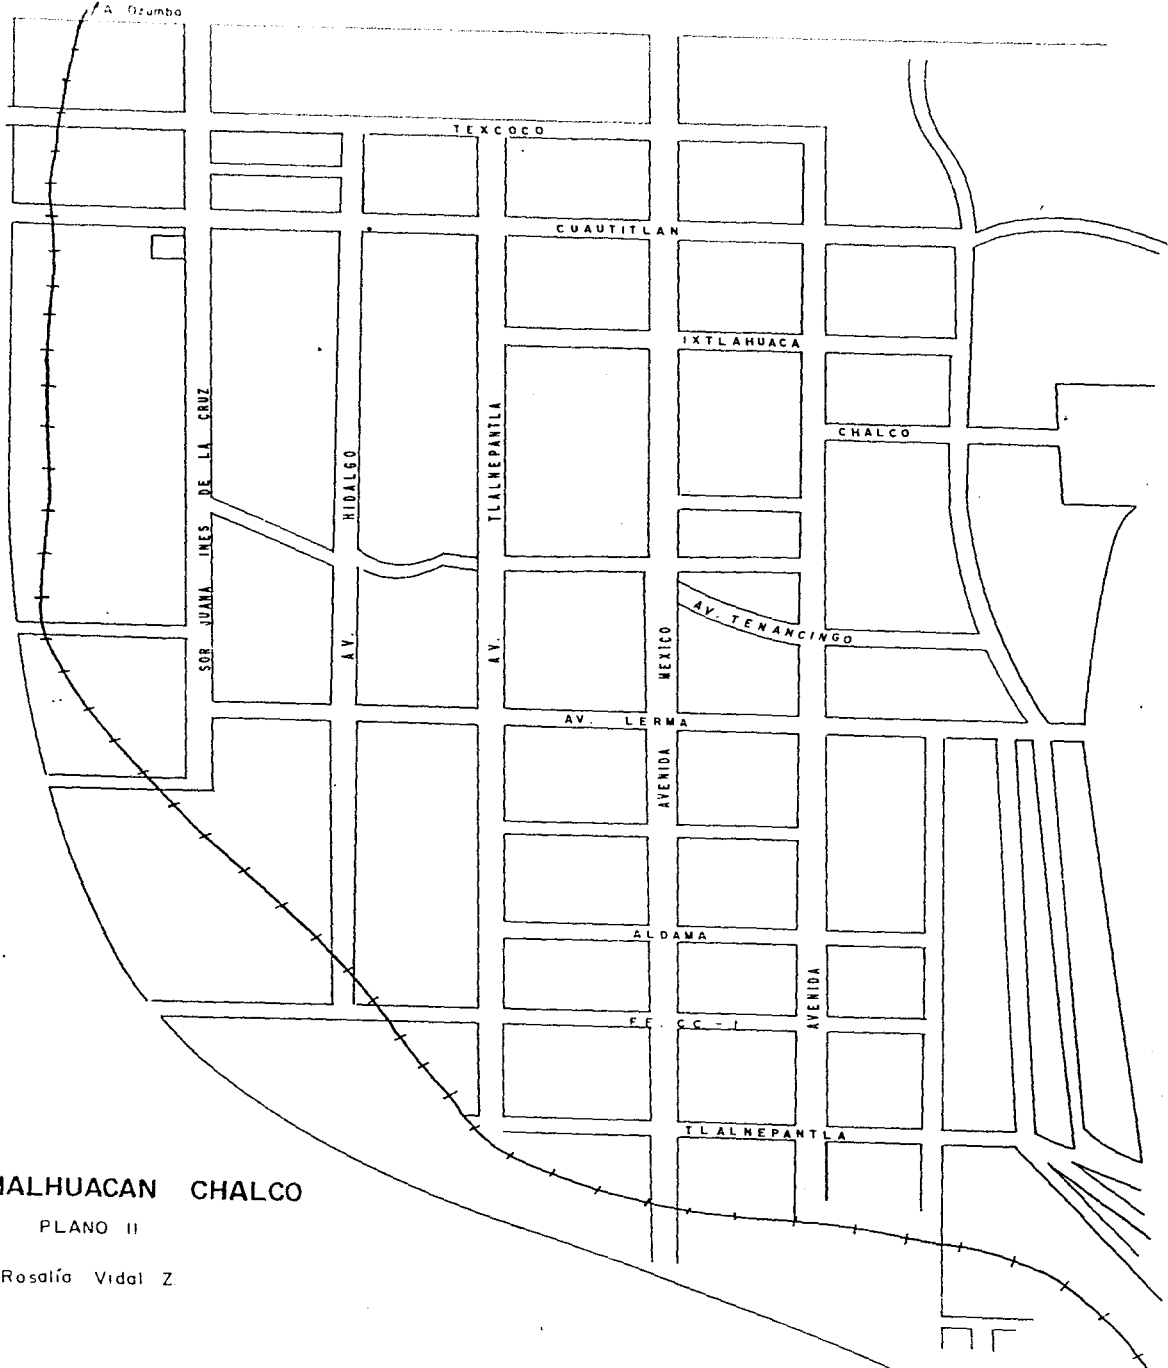 A Ozumba
TEXCOCO
CUAUTITLAN
IXTLAHUACA
CHALCO
SOR JUANA INES DE LA CRUZ
AV. HIDALGO
AV. TLALNEPANTLA
AVENIDA MEXICO
AV. TENANCINGO
AV. LERMA
ALDAMA
AVENIDA
FF. CC. - I
TLALNEPANTLA
HALHUACAN CHALCO
PLANO II
Rosalía Vidal Z